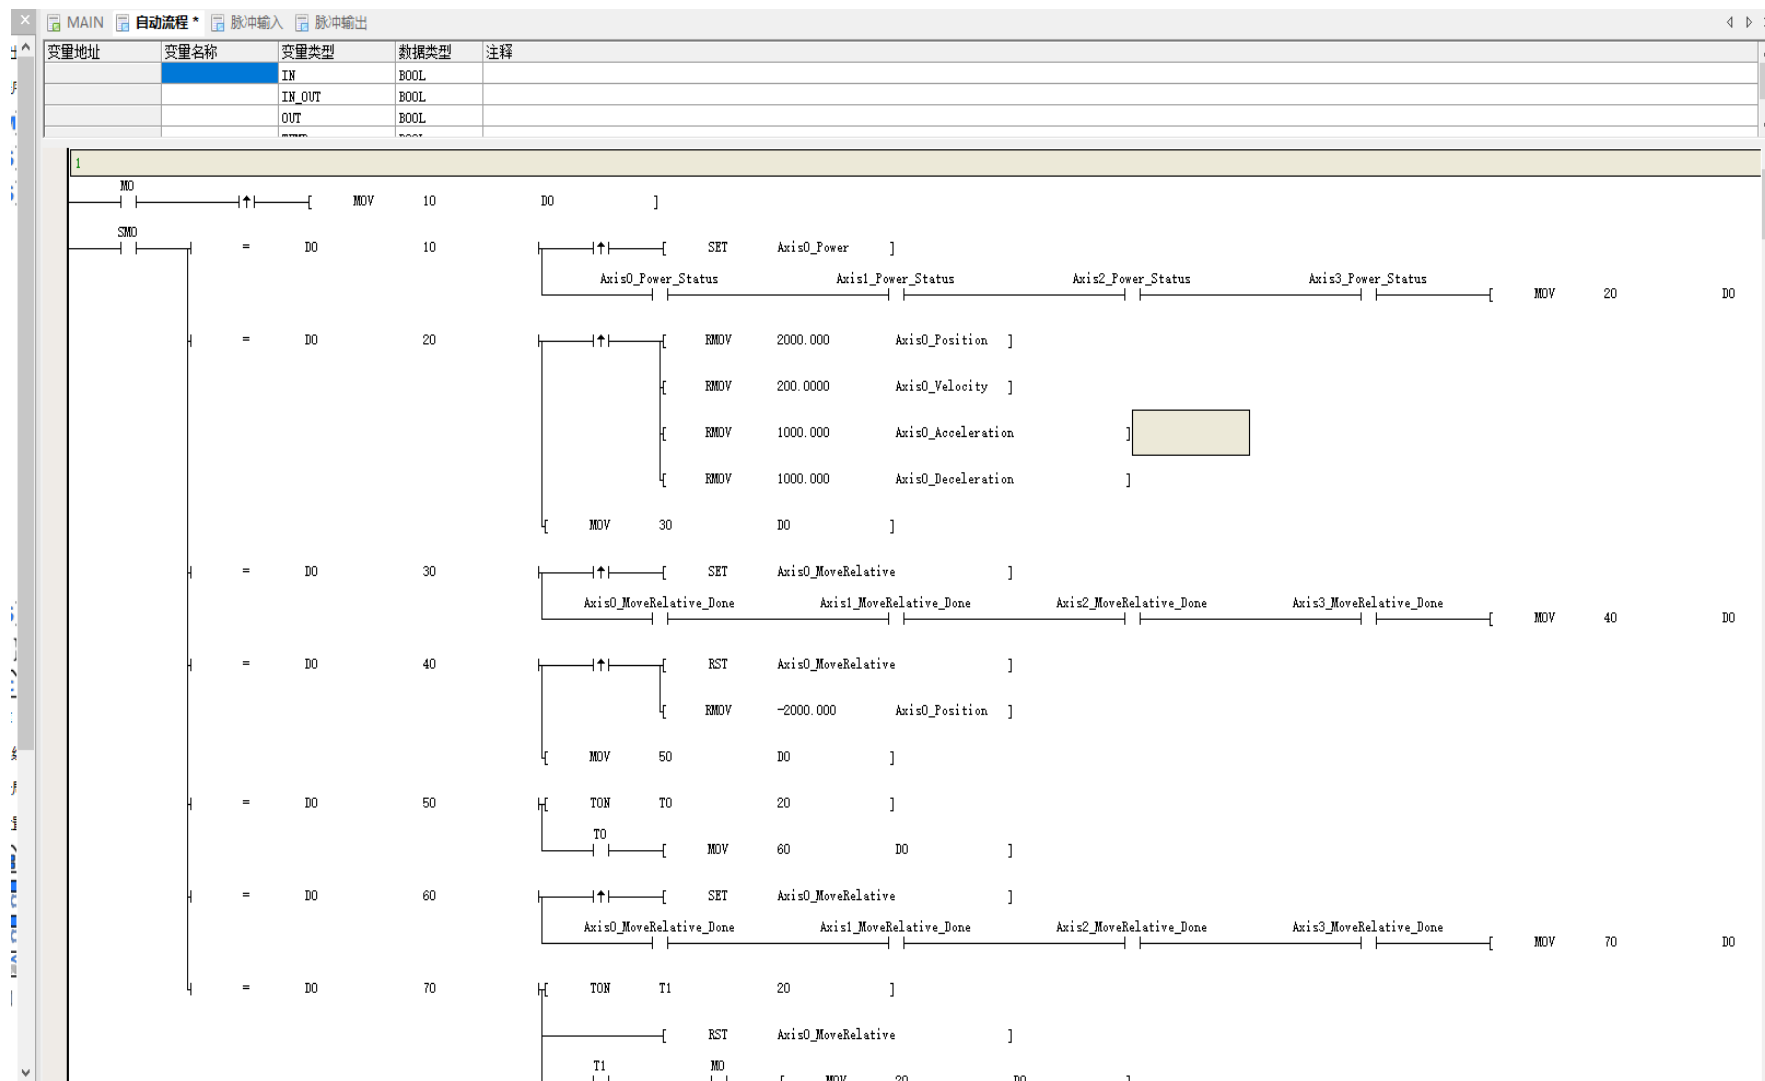 MAIN 自动流程 * 脉冲输入 脉冲输出
变量地址 变量名称 变量类型 数据类型 注释
IN BOOL
IN_OUT BOOL
OUT BOOL
TEMP BOOL
1
M0
MOV 10 D0
SM0
= D0 10 SET Axis0_Power
Axis0_Power_Status Axis1_Power_Status Axis2_Power_Status Axis3_Power_Status
MOV 20 D0
= D0 20 RMOV 2000.000 Axis0_Position
RMOV 200.0000 Axis0_Velocity
RMOV 1000.000 Axis0_Acceleration
RMOV 1000.000 Axis0_Deceleration
MOV 30 D0
= D0 30 SET Axis0_MoveRelative
Axis0_MoveRelative_Done Axis1_MoveRelative_Done Axis2_MoveRelative_Done Axis3_MoveRelative_Done
MOV 40 D0
= D0 40 RST Axis0_MoveRelative
RMOV -2000.000 Axis0_Position
MOV 50 D0
= D0 50 TON T0 20
T0
MOV 60 D0
= D0 60 SET Axis0_MoveRelative
Axis0_MoveRelative_Done Axis1_MoveRelative_Done Axis2_MoveRelative_Done Axis3_MoveRelative_Done
MOV 70 D0
= D0 70 TON T1 20
RST Axis0_MoveRelative
T1 M0
MOV 20 D0